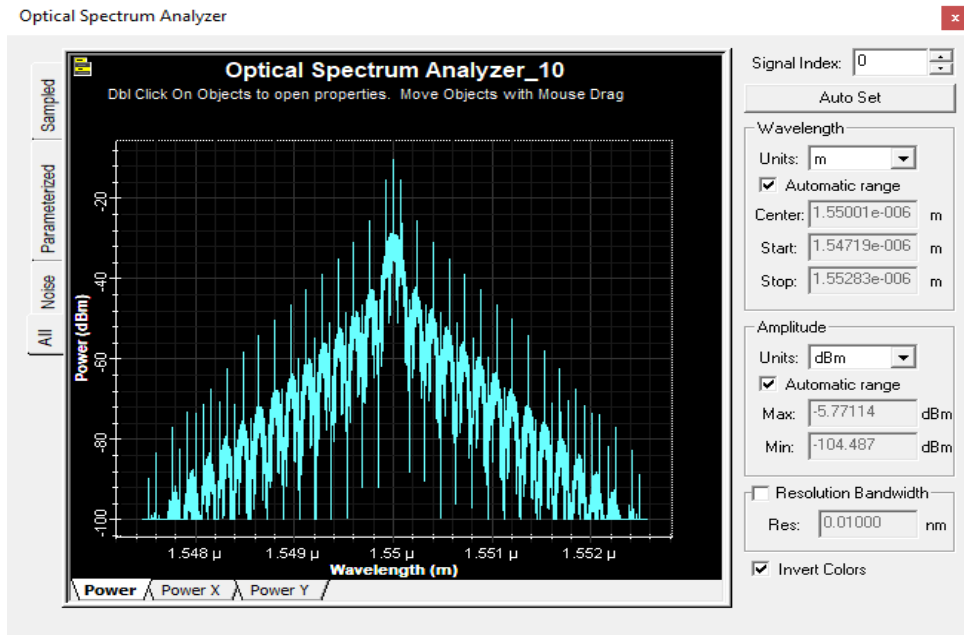 Optical Spectrum Analyzer
x
Sampled
Parameterized
Noise
All
Optical Spectrum Analyzer_10
Dbl Click On Objects to open properties. Move Objects with Mouse Drag
Power (dBm)
-20
-40
-60
-80
-100
1.548 µ 1.549 µ 1.55 µ 1.551 µ 1.552 µ
Wavelength (m)
Power Power X Power Y
Signal Index: 0
Auto Set
Wavelength
Units: m
Automatic range
Center: 1.55001e-006 m
Start: 1.54719e-006 m
Stop: 1.55283e-006 m
Amplitude
Units: dBm
Automatic range
Max: -5.77114 dBm
Min: -104.487 dBm
Resolution Bandwidth
Res: 0.01000 nm
Invert Colors